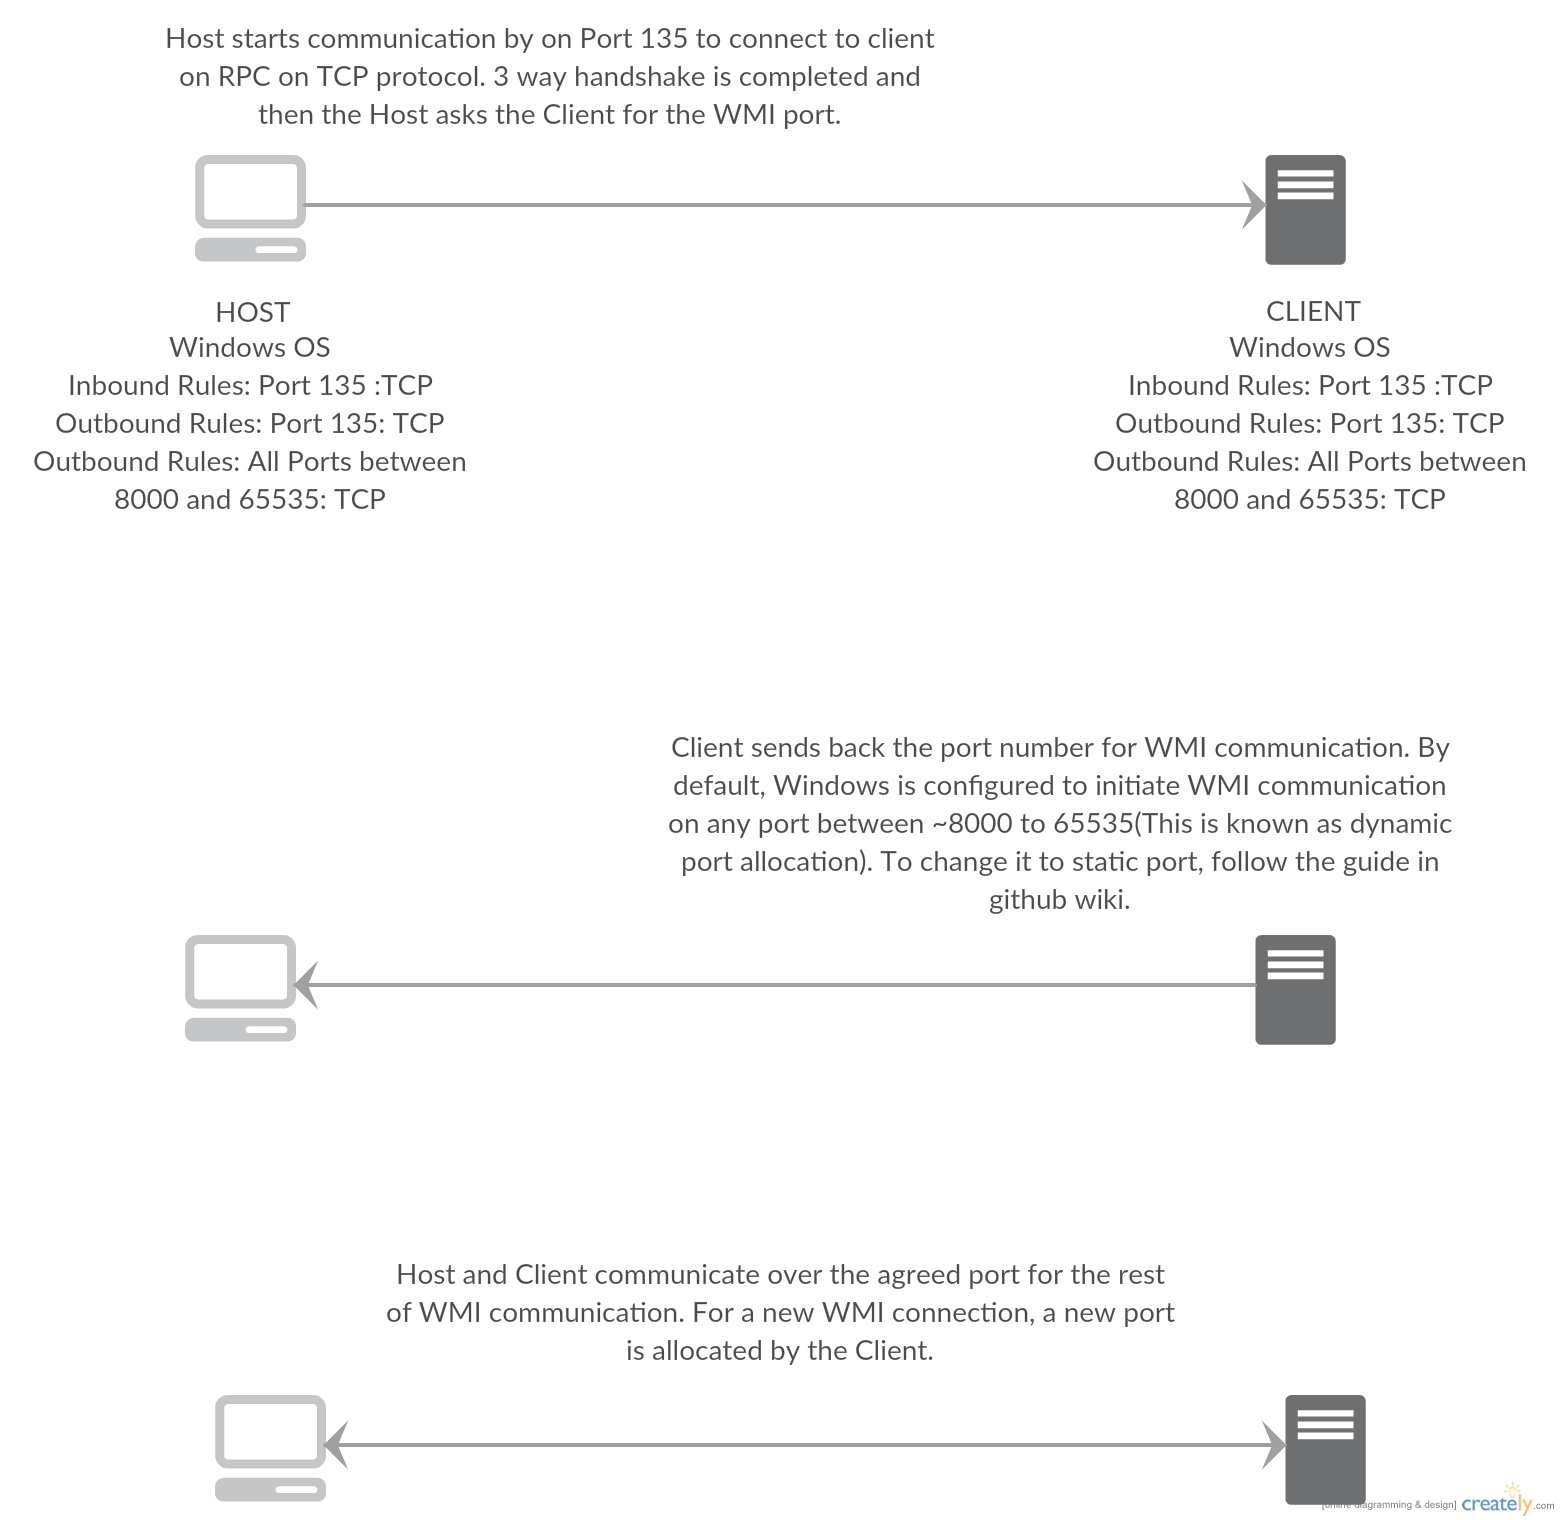 Host starts communication by on Port 135 to connect to client
on RPC on TCP protocol. 3 way handshake is completed and
then the Host asks the Client for the WMI port.
HOST
Windows OS
Inbound Rules: Port 135 :TCP
Outbound Rules: Port 135: TCP
Outbound Rules: All Ports between
8000 and 65535: TCP
CLIENT
Windows OS
Inbound Rules: Port 135 :TCP
Outbound Rules: Port 135: TCP
Outbound Rules: All Ports between
8000 and 65535: TCP
Client sends back the port number for WMI communication. By
default, Windows is configured to initiate WMI communication
on any port between ~8000 to 65535(This is known as dynamic
port allocation). To change it to static port, follow the guide in
github wiki.
Host and Client communicate over the agreed port for the rest
of WMI communication. For a new WMI connection, a new port
is allocated by the Client.
[online diagramming & design] creately.com